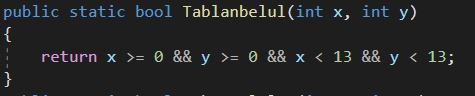 public static bool Tablanbelul(int x, int y)
{
return x >= 0 && y >= 0 && x < 13 && y < 13;
}